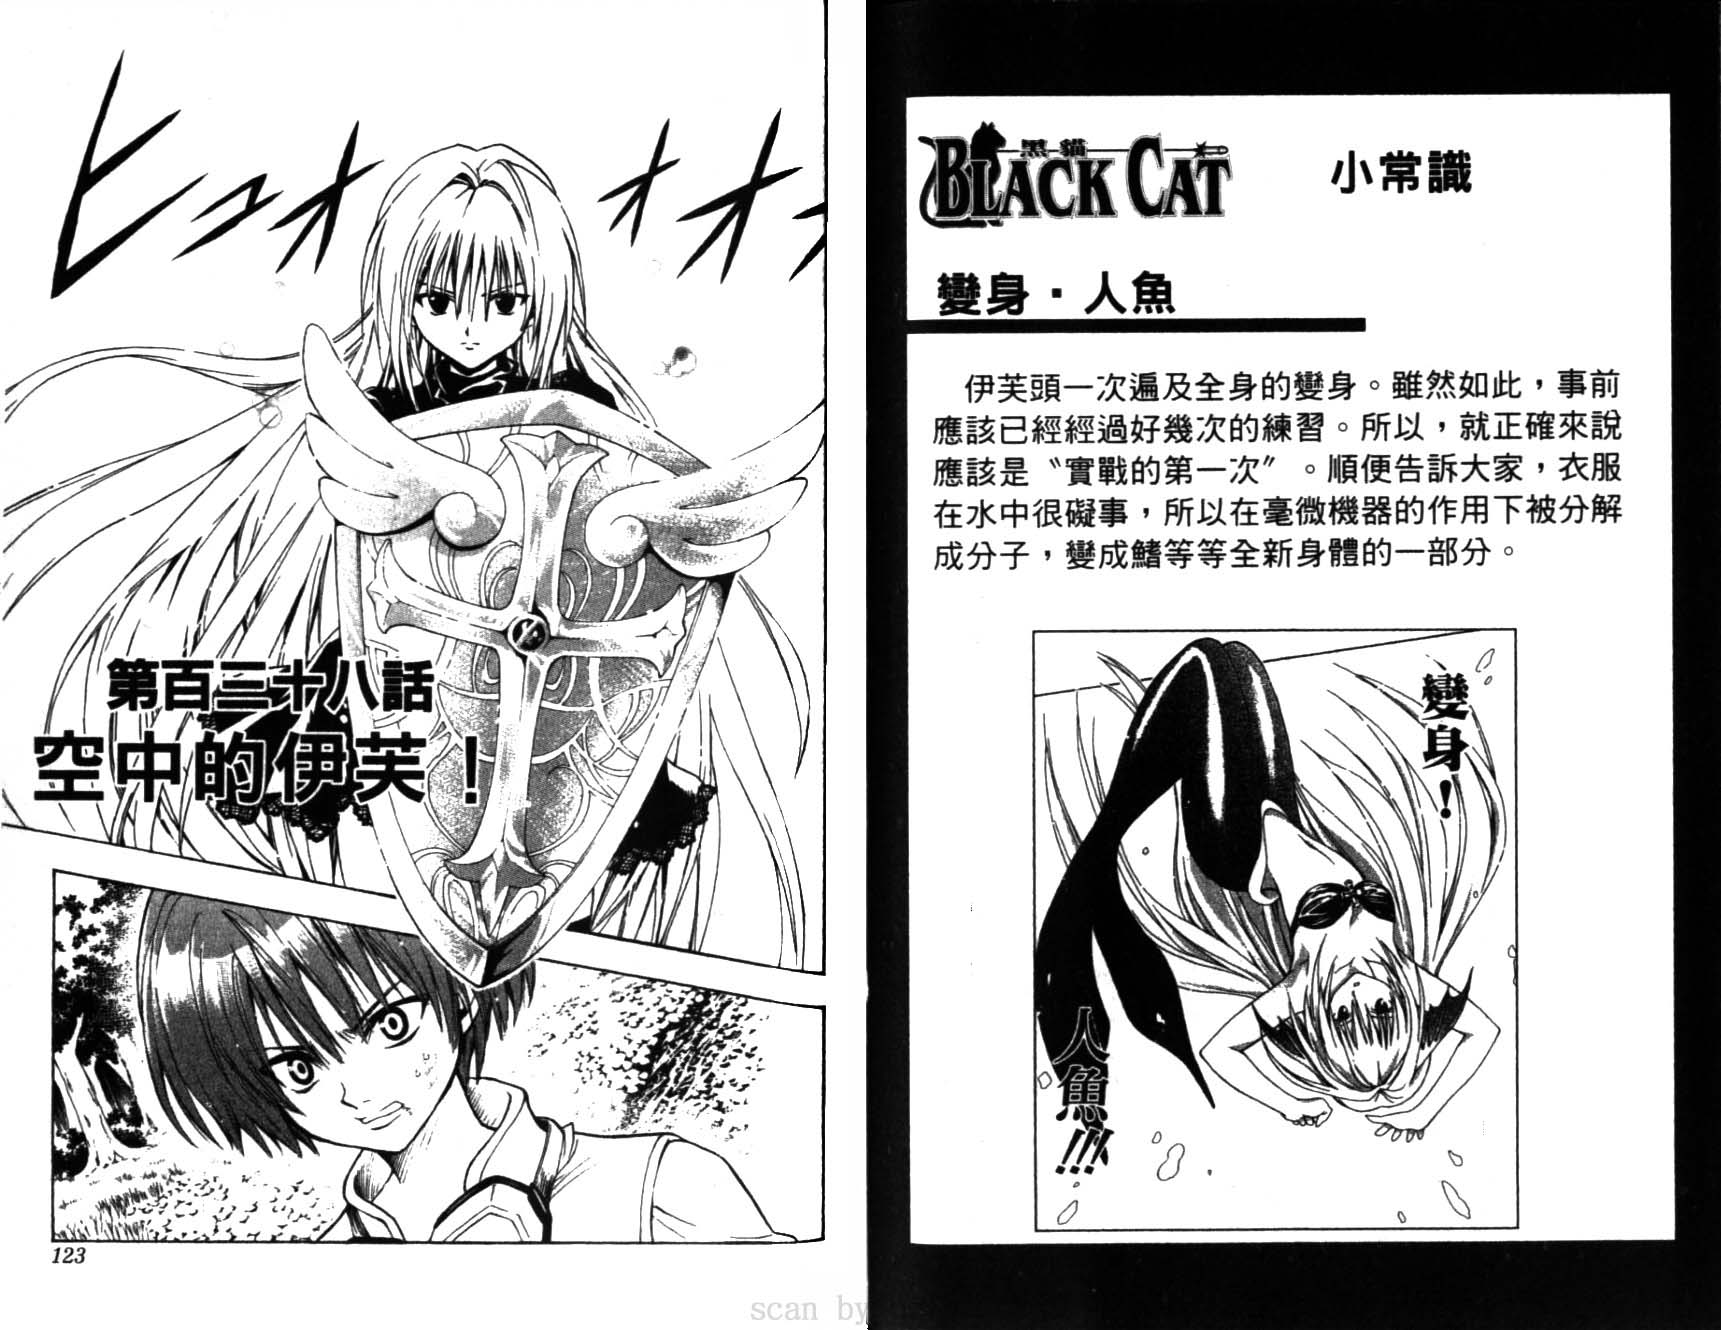 黑貓
BLACK CAT
小常識
變身・人魚
伊芙頭一次遍及全身的變身。雖然如此，事前
應該已經經過好幾次的練習。所以，就正確來說
應該是〝實戰的第一次〞。順便告訴大家，衣服
在水中很礙事，所以在毫微機器的作用下被分解
成分子，變成鰭等等全新身體的一部分。
變身！
人魚!!!
ヒュオオオオ
第百三十八話
空中的伊芙！
123
scan by